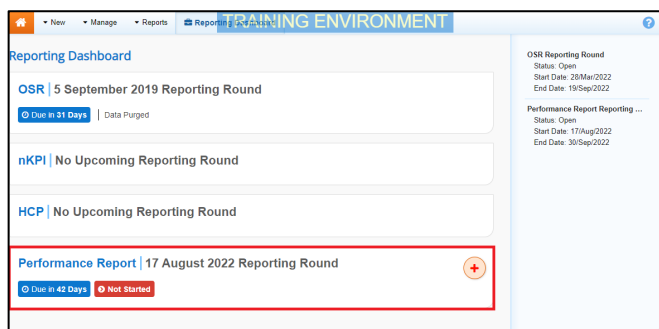 New Manage Reports Reporting Dashboard
TRAINING ENVIRONMENT
?
Reporting Dashboard
OSR | 5 September 2019 Reporting Round
Due in 31 Days | Data Purged
nKPI | No Upcoming Reporting Round
HCP | No Upcoming Reporting Round
Performance Report | 17 August 2022 Reporting Round
Due in 42 Days Not Started
OSR Reporting Round
Status: Open
Start Date: 28/Mar/2022
End Date: 19/Sep/2022
Performance Report Reporting ...
Status: Open
Start Date: 17/Aug/2022
End Date: 30/Sep/2022